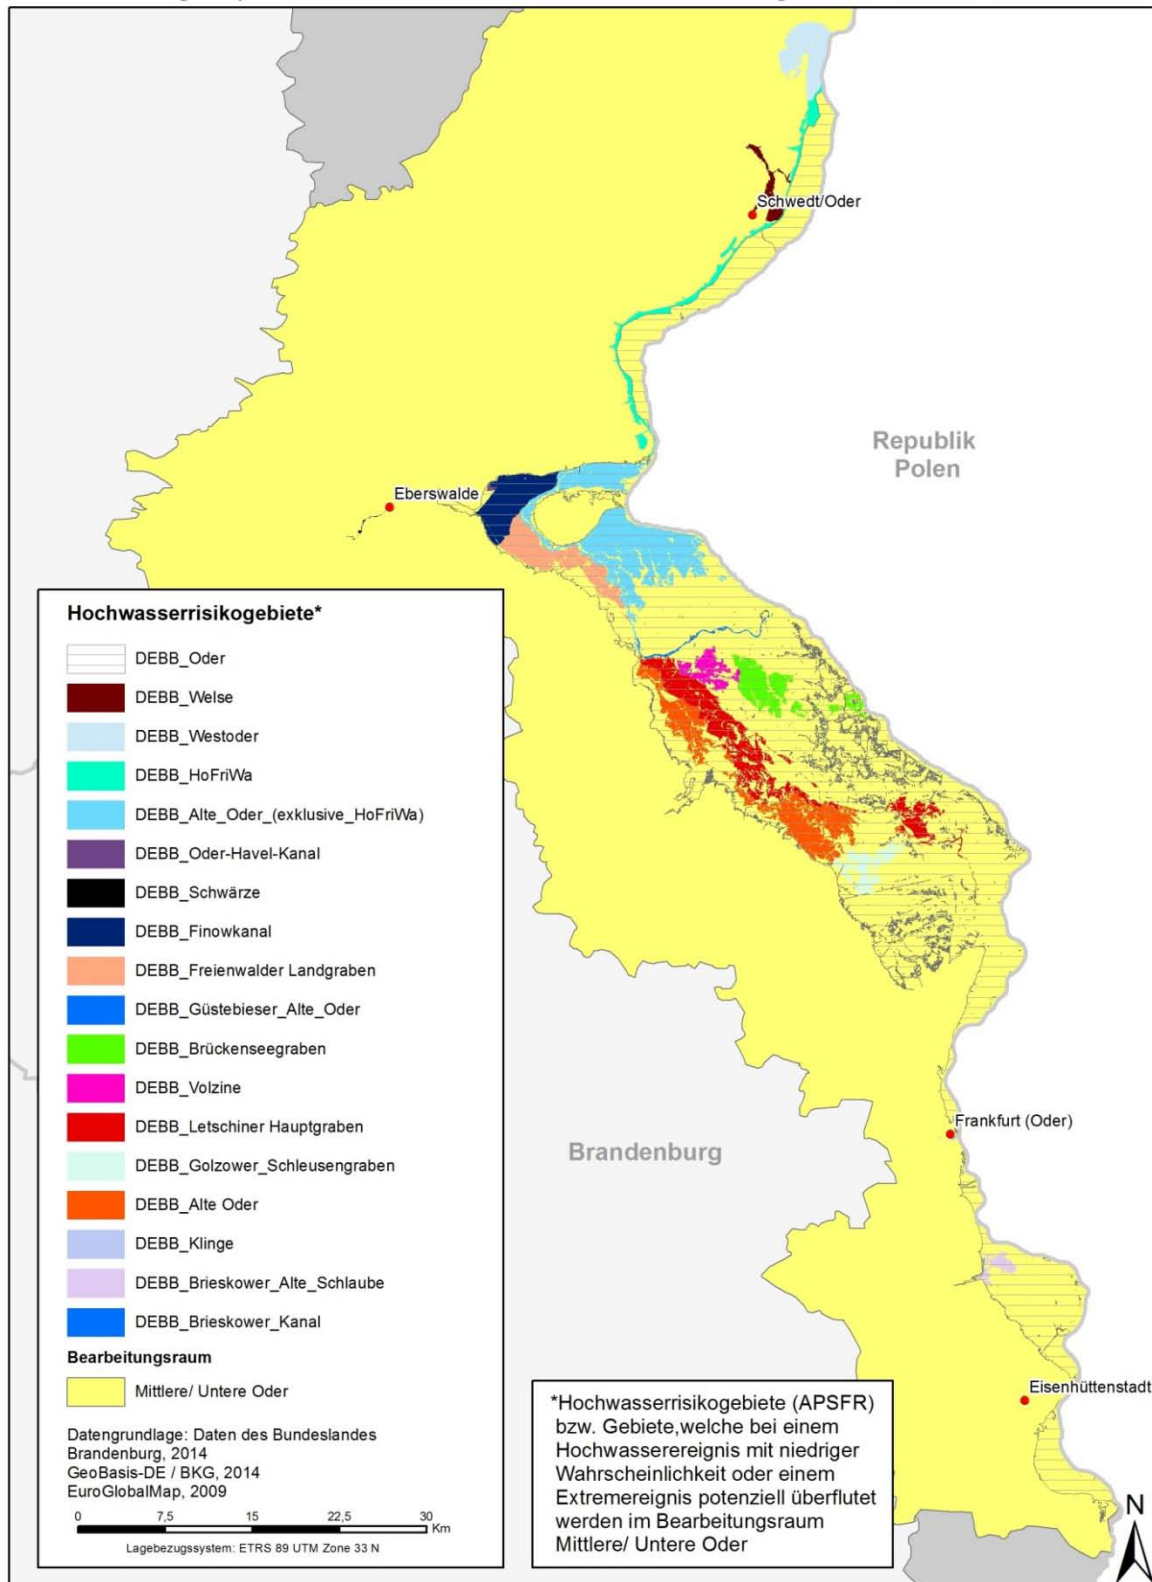 Schwedt/Oder
Republik
Polen
Eberswalde
Hochwasserrisikogebiete*
DEBB_Oder
DEBB_Welse
DEBB_Westoder
DEBB_HoFriWa
DEBB_Alte_Oder_(exklusive_HoFriWa)
DEBB_Oder-Havel-Kanal
DEBB_Schwärze
DEBB_Finowkanal
DEBB_Freienwalder Landgraben
DEBB_Güstebieser_Alte_Oder
DEBB_Brückenseegraben
DEBB_Volzine
DEBB_Letschiner Hauptgraben
DEBB_Golzower_Schleusengraben
DEBB_Alte Oder
DEBB_Klinge
DEBB_Brieskower_Alte_Schlaube
DEBB_Brieskower_Kanal
Bearbeitungsraum
Mittlere/ Untere Oder
Datengrundlage: Daten des Bundeslandes
Brandenburg, 2014
GeoBasis-DE / BKG, 2014
EuroGlobalMap, 2009
0 7,5 15 22,5 30
Km
Lagebezugssystem: ETRS 89 UTM Zone 33 N
Frankfurt (Oder)
Brandenburg
Eisenhüttenstadt
*Hochwasserrisikogebiete (APSFR)
bzw. Gebiete,welche bei einem
Hochwasserereignis mit niedriger
Wahrscheinlichkeit oder einem
Extremereignis potenziell überflutet
werden im Bearbeitungsraum
Mittlere/ Untere Oder
N